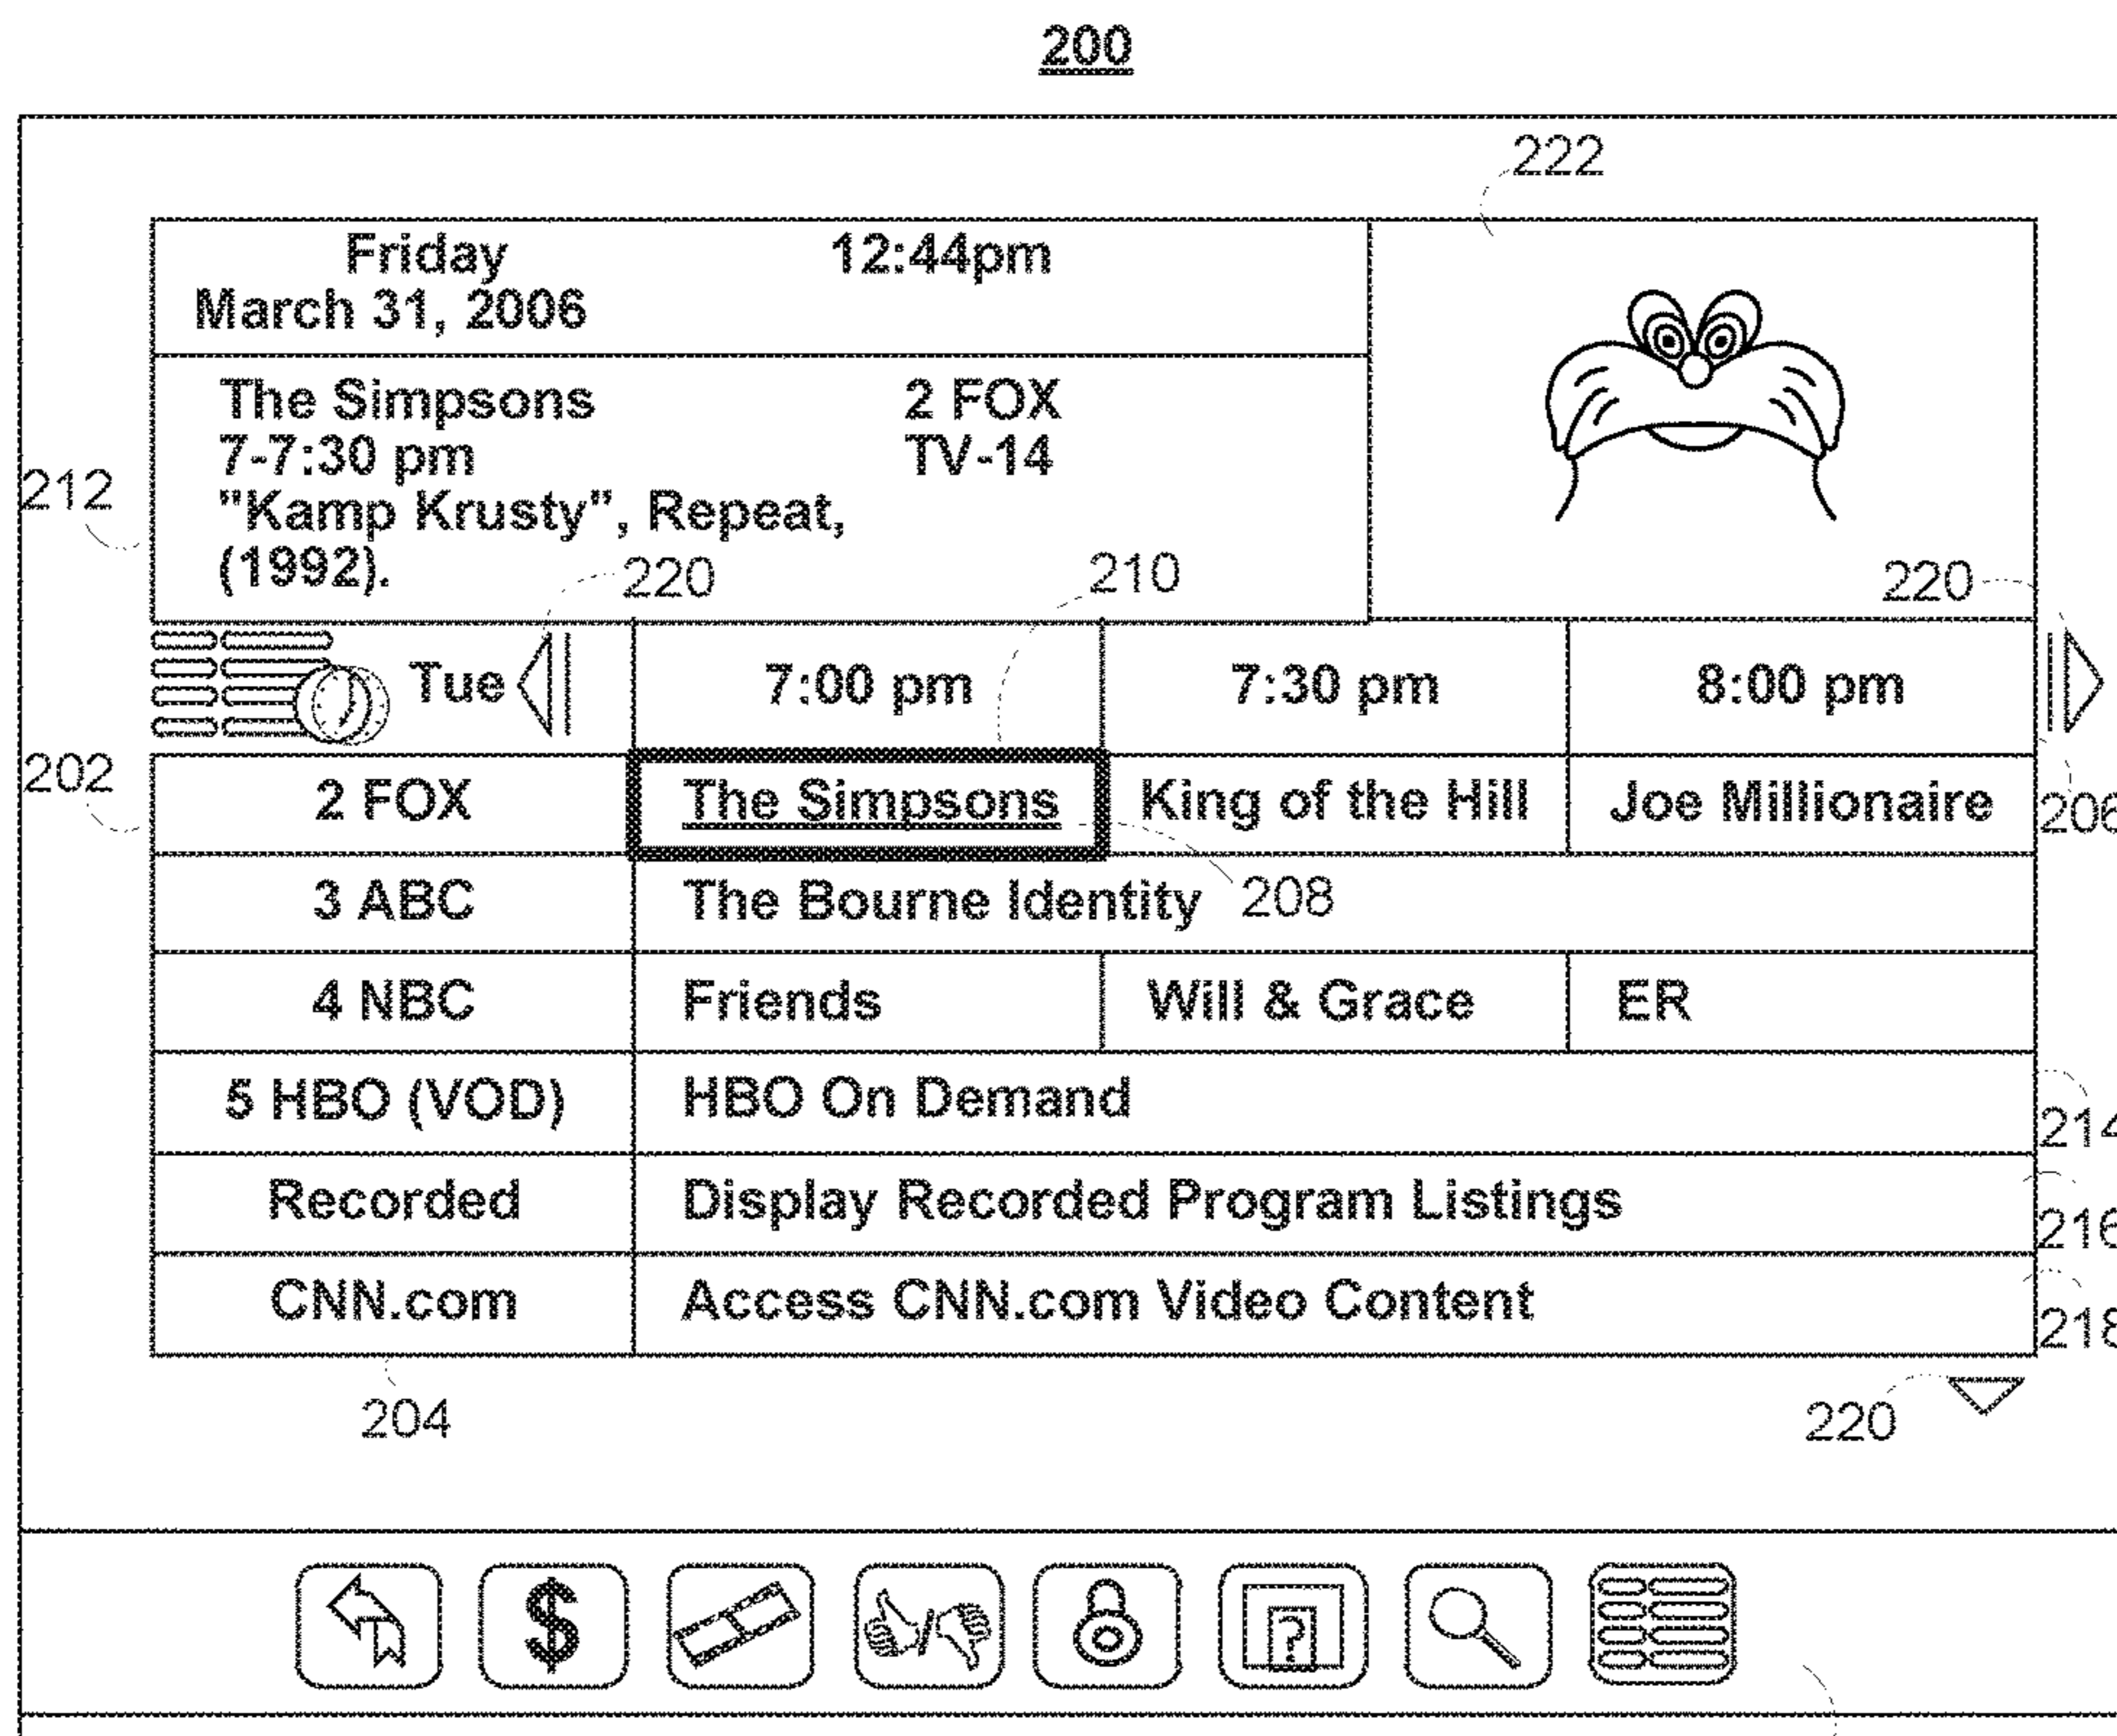 200
222
Friday 12:44pm
March 31, 2006
The Simpsons 2 FOX
7-7:30 pm TV-14
212
"Kamp Krusty", Repeat,
(1992).
220 210 220
Tue 7:00 pm 7:30 pm 8:00 pm
202
2 FOX The Simpsons King of the Hill Joe Millionaire
206
3 ABC The Bourne Identity 208
4 NBC Friends Will & Grace ER
5 HBO (VOD) HBO On Demand
214
Recorded Display Recorded Program Listings
216
CNN.com Access CNN.com Video Content
218
204 220
$ ?